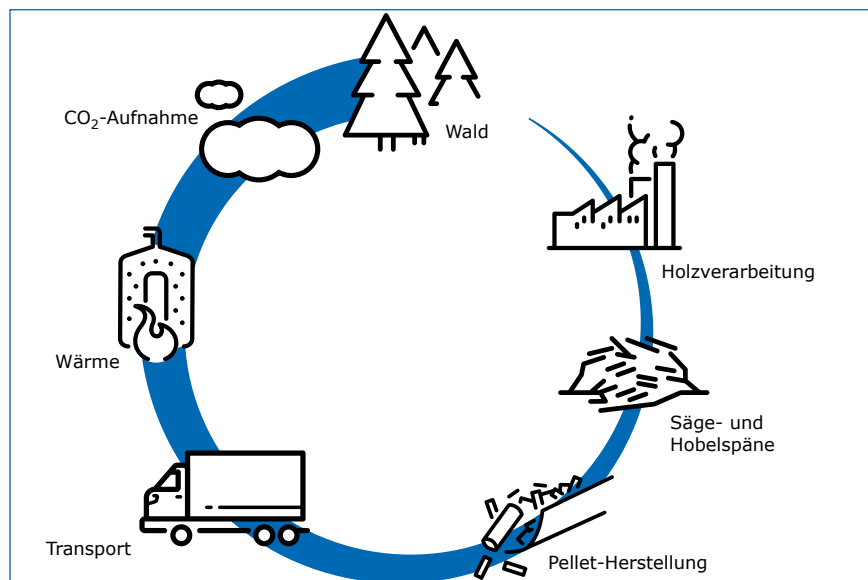 CO₂-Aufnahme
Wald
Holzverarbeitung
Wärme
Säge- und
Hobelspäne
Transport
Pellet-Herstellung